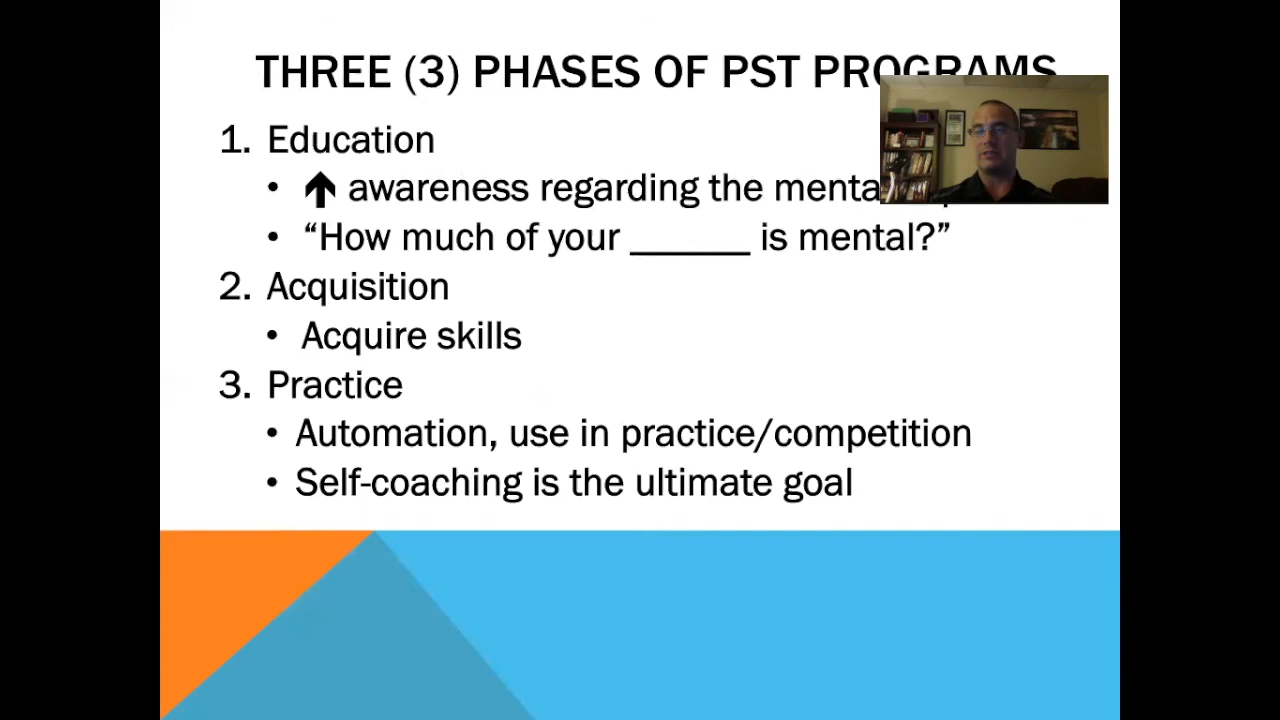 THREE (3) PHASES OF PST PROGRAMS
1. Education
• ↑ awareness regarding the
• “How much of your ______ is mental?”
2. Acquisition
• Acquire skills
3. Practice
• Automation, use in practice/competition
• Self-coaching is the ultimate goal